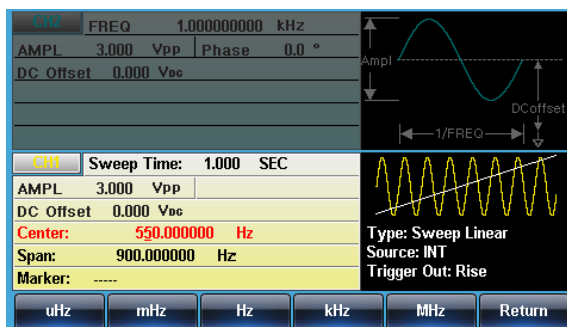 CH2 FREQ 1.000000000 kHz
AMPL 3.000 VPP Phase 0.0 °
DC Offset 0.000 VDC
Ampl
DCoffset
1/FREQ
CH1 Sweep Time: 1.000 SEC
AMPL 3.000 VPP
DC Offset 0.000 VDC
Center: 550.000000 Hz
Span: 900.000000 Hz
Marker: -----
Type: Sweep Linear
Source: INT
Trigger Out: Rise
uHz mHz Hz kHz MHz Return